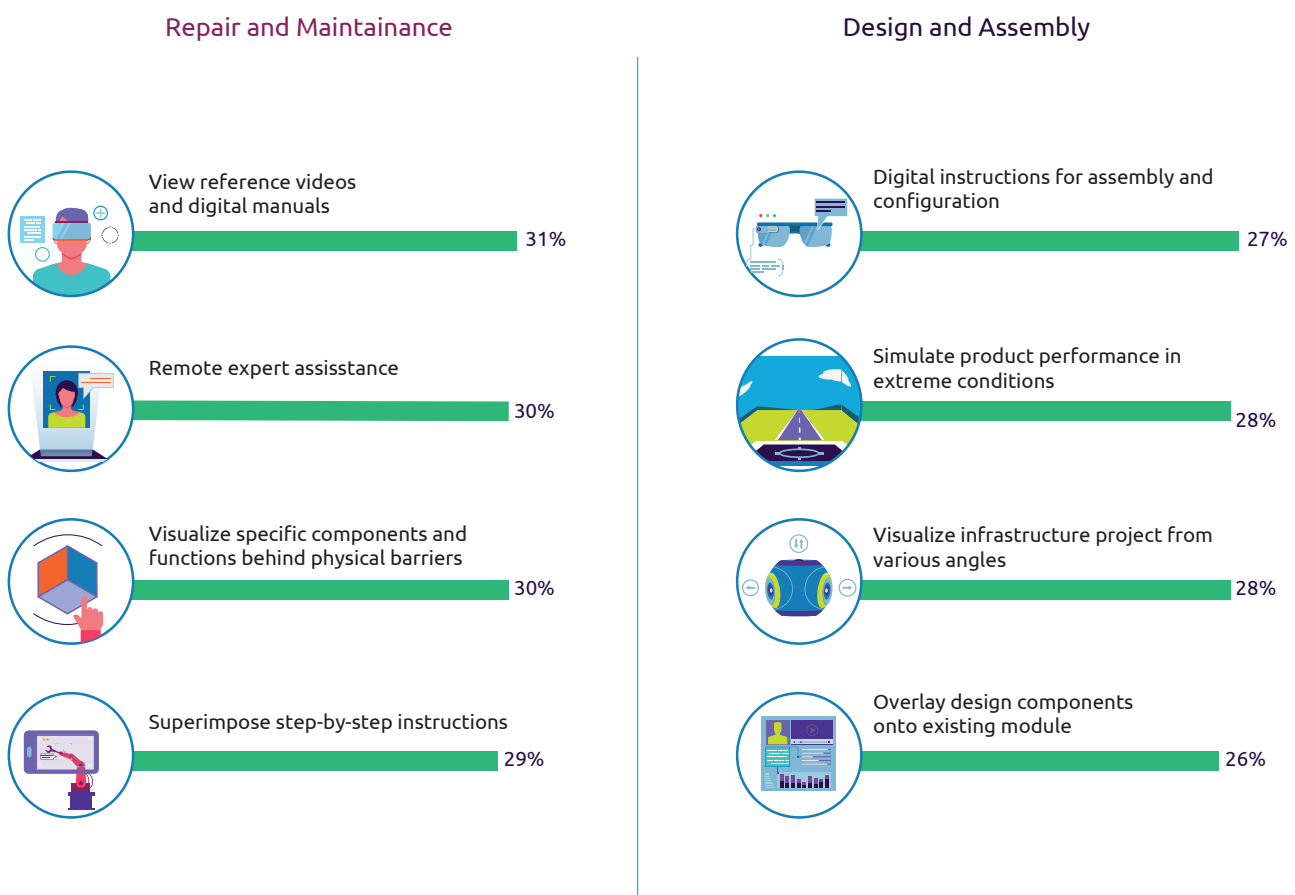 Repair and Maintainance
View reference videos
and digital manuals
31%
Remote expert assisstance
30%
Visualize specific components and
functions behind physical barriers
30%
Superimpose step-by-step instructions
29%
Design and Assembly
Digital instructions for assembly and
configuration
27%
Simulate product performance in
extreme conditions
28%
Visualize infrastructure project from
various angles
28%
Overlay design components
onto existing module
26%